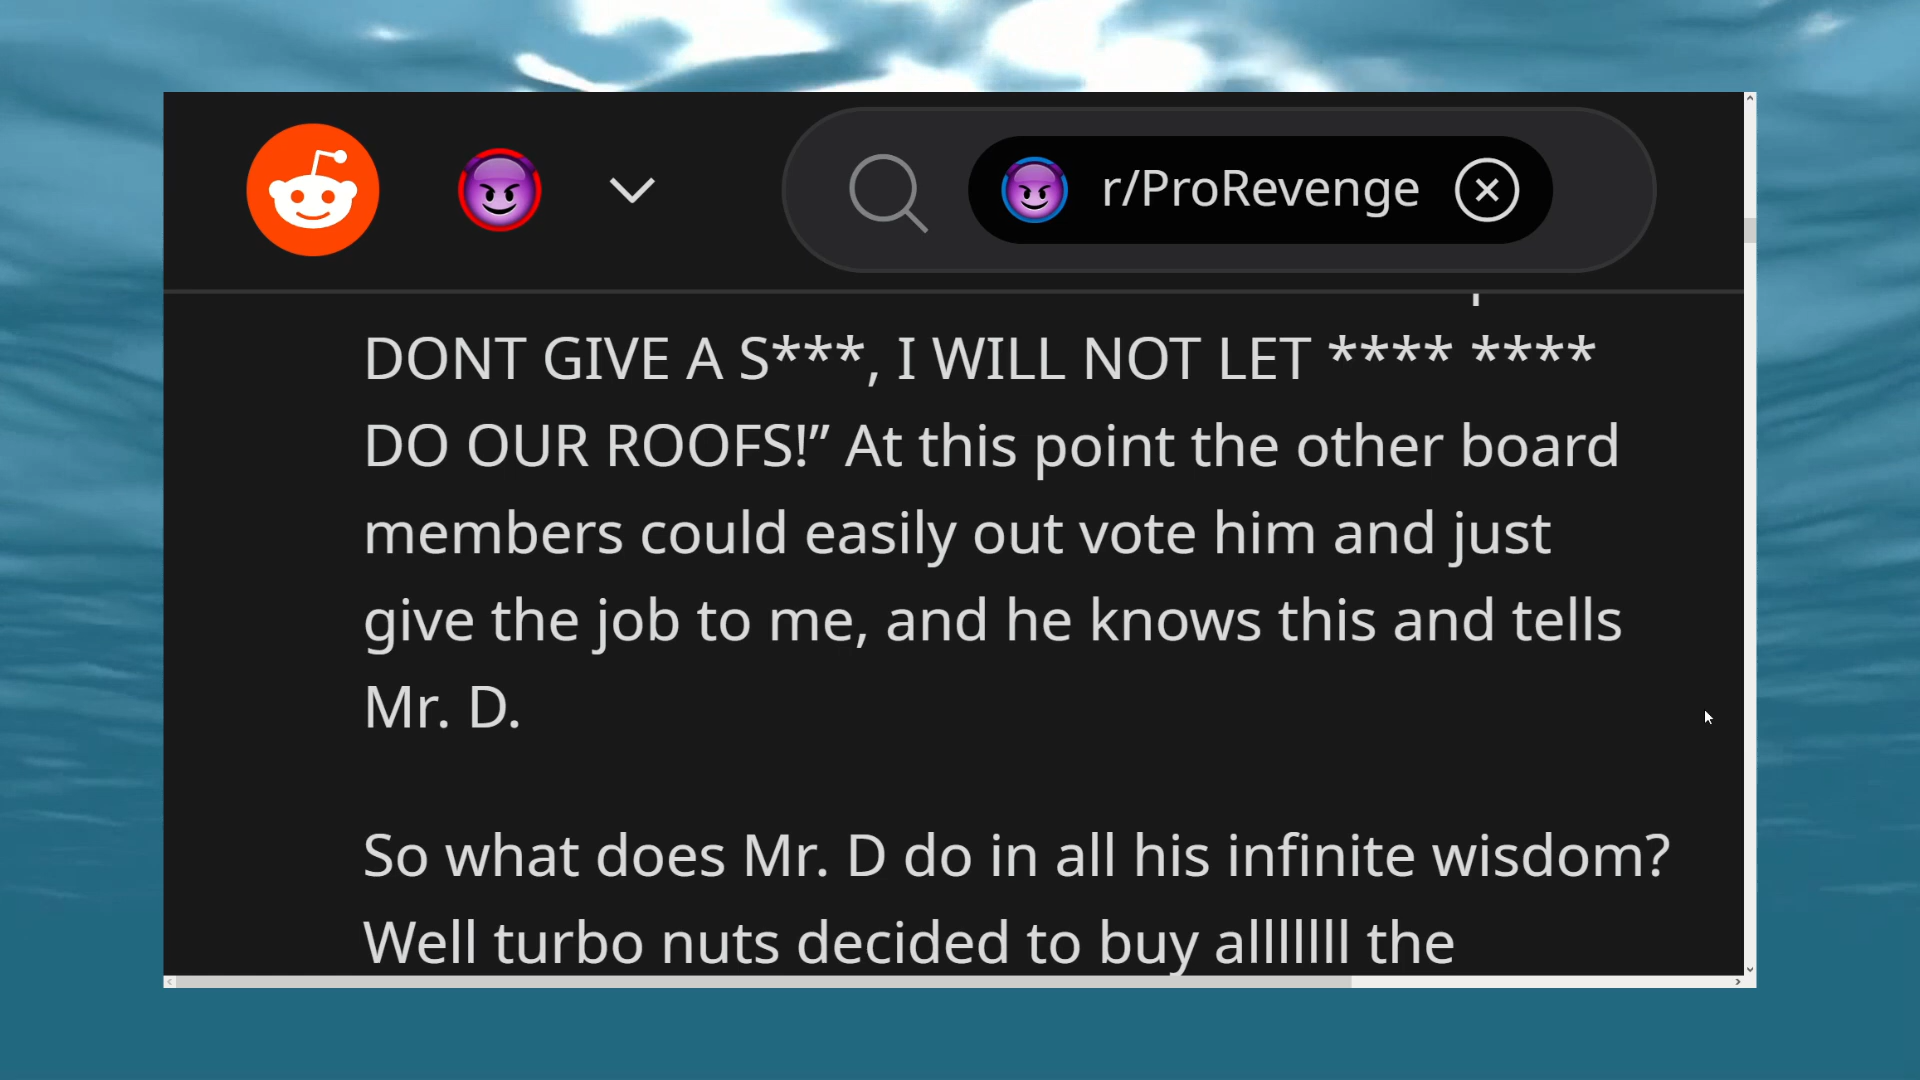 r/ProRevenge
DONT GIVE A S***, I WILL NOT LET **** ****
DO OUR ROOFS!” At this point the other board
members could easily out vote him and just
give the job to me, and he knows this and tells
Mr. D.
So what does Mr. D do in all his infinite wisdom?
Well turbo nuts decided to buy alllllll the